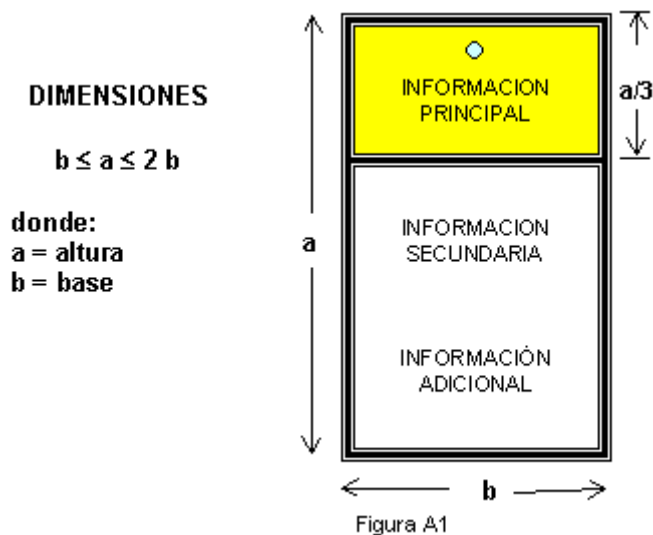 DIMENSIONES
b ≤ a ≤ 2 b
donde:
a = altura
b = base
a
INFORMACION
PRINCIPAL
a/3
INFORMACION
SECUNDARIA
INFORMACIÓN
ADICIONAL
b
Figura A1